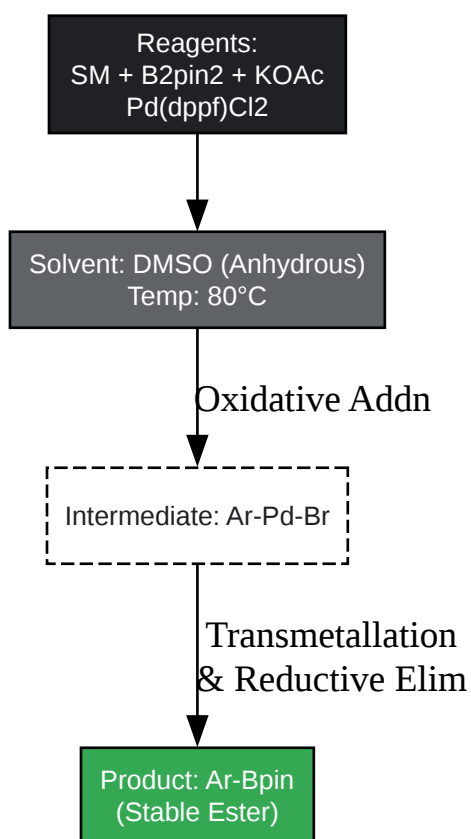 Reagents:
SM + B2pin2 + KOAc
Pd(dppf)Cl2
Solvent: DMSO (Anhydrous)
Temp: 80°C
Oxidative Addn
Intermediate: Ar-Pd-Br
Transmetallation
& Reductive Elim
Product: Ar-Bpin
(Stable Ester)